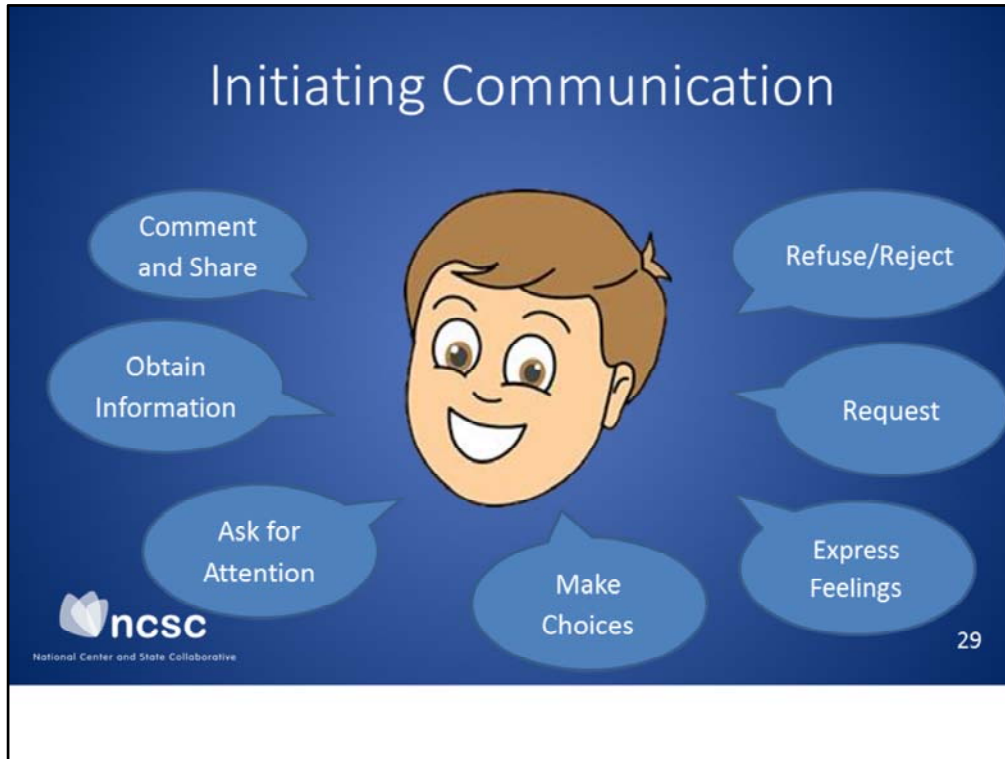 Initiating Communication
Comment
and Share
Refuse/Reject
Obtain
Information
Request
Ask for
Attention
Make
Choices
Express
Feelings
ncsc
National Center and State Collaborative
29